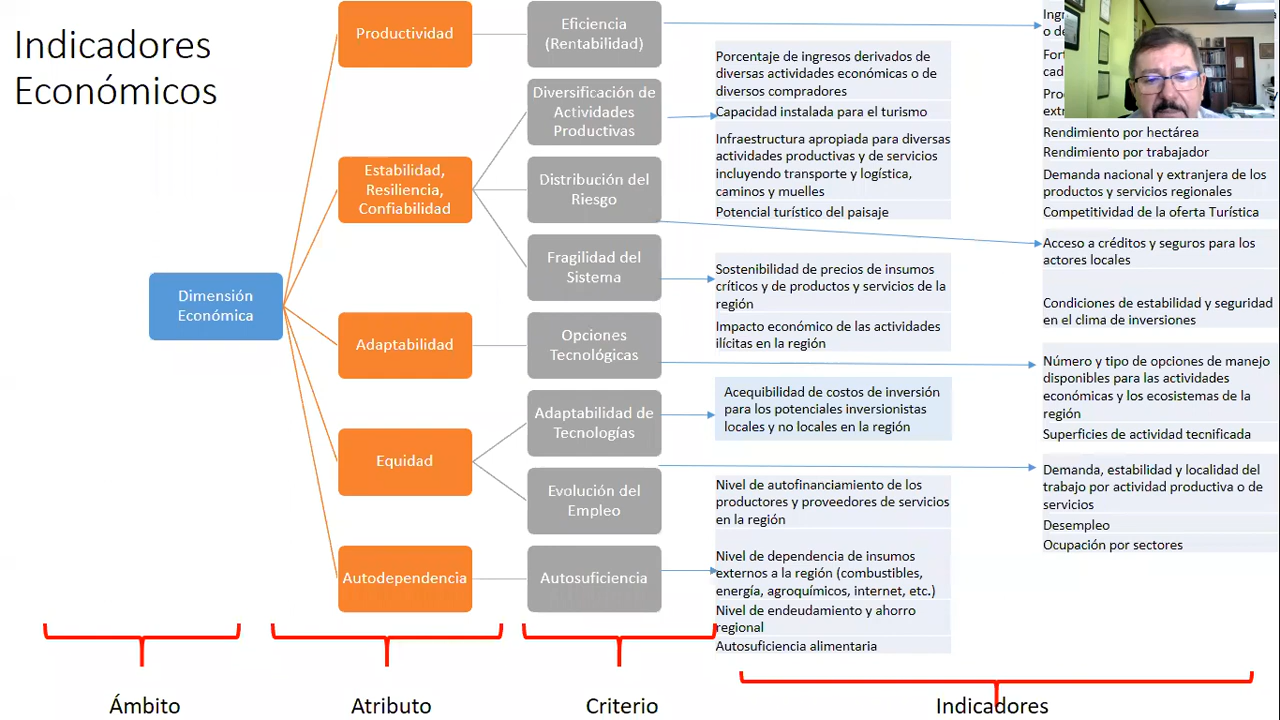 Indicadores
Económicos
Dimensión
Económica
Productividad
Estabilidad,
Resiliencia,
Confiabilidad
Adaptabilidad
Equidad
Autodependencia
Eficiencia
(Rentabilidad)
Diversificación de
Actividades
Productivas
Distribución del
Riesgo
Fragilidad del
Sistema
Opciones
Tecnológicas
Adaptabilidad de
Tecnologías
Evolución del
Empleo
Autosuficiencia
Porcentaje de ingresos derivados de
diversas actividades económicas o de
diversos compradores
Capacidad instalada para el turismo
Infraestructura apropiada para diversas
actividades productivas y de servicios
incluyendo transporte y logística,
caminos y muelles
Potencial turístico del paisaje
Sostenibilidad de precios de insumos
críticos y de productos y servicios de la
región
Impacto económico de las actividades
ilícitas en la región
Acequibilidad de costos de inversión
para los potenciales inversionistas
locales y no locales en la región
Nivel de autofinanciamiento de los
productores y proveedores de servicios
en la región
Nivel de dependencia de insumos
externos a la región (combustibles,
energía, agroquímicos, internet, etc.)
Nivel de endeudamiento y ahorro
regional
Autosuficiencia alimentaria
o de
Rendimiento por hectárea
Rendimiento por trabajador
Demanda nacional y extranjera de los
productos y servicios regionales
Competitividad de la oferta Turística
Acceso a créditos y seguros para los
actores locales
Condiciones de estabilidad y seguridad
en el clima de inversiones
Número y tipo de opciones de manejo
disponibles para las actividades
económicas y los ecosistemas de la
región
Superficies de actividad tecnificada
Demanda, estabilidad y localidad del
trabajo por actividad productiva o de
servicios
Desempleo
Ocupación por sectores
Ámbito
Atributo
Criterio
Indicadores